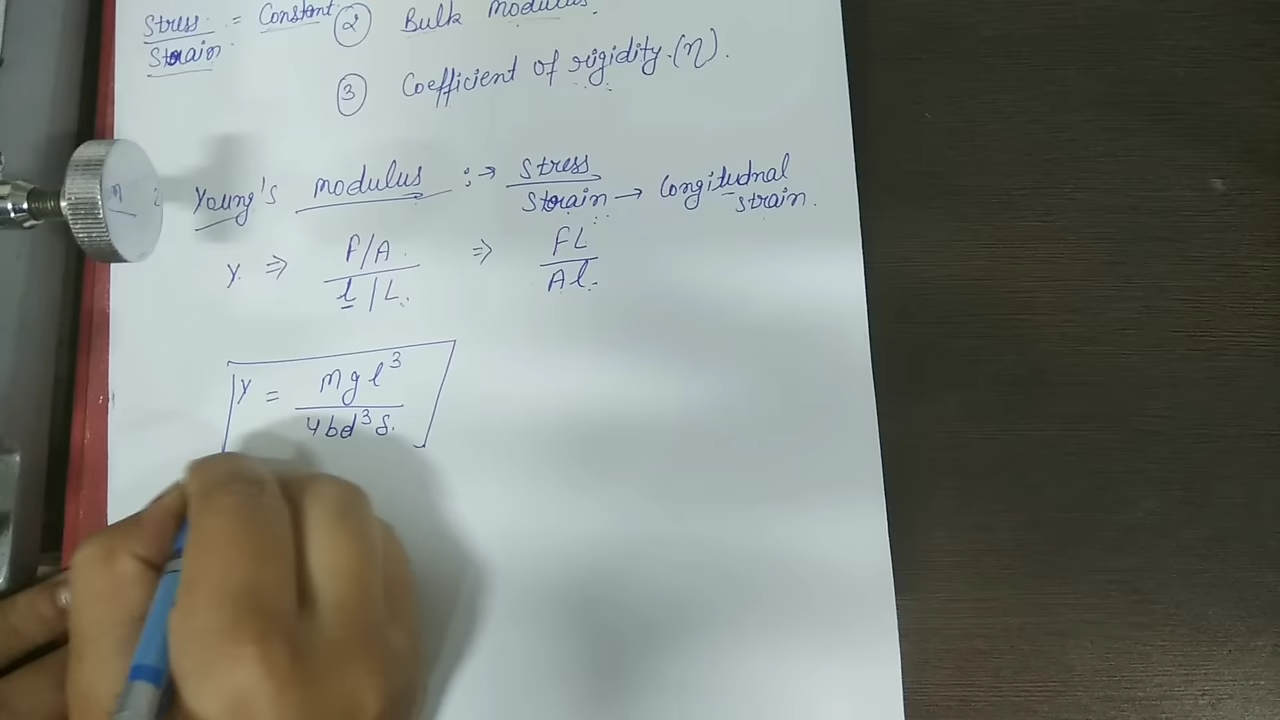 Stress = Constant ② Bulk Modulus.
Strain
③ Coefficient of rigidity.(η).
Young's modulus :→ Stress
Strain → Longitudnal
strain.
Y. ⇒ F/A ⇒ FL
l/L. Al.
Y = Mgl³
4bd³δ.